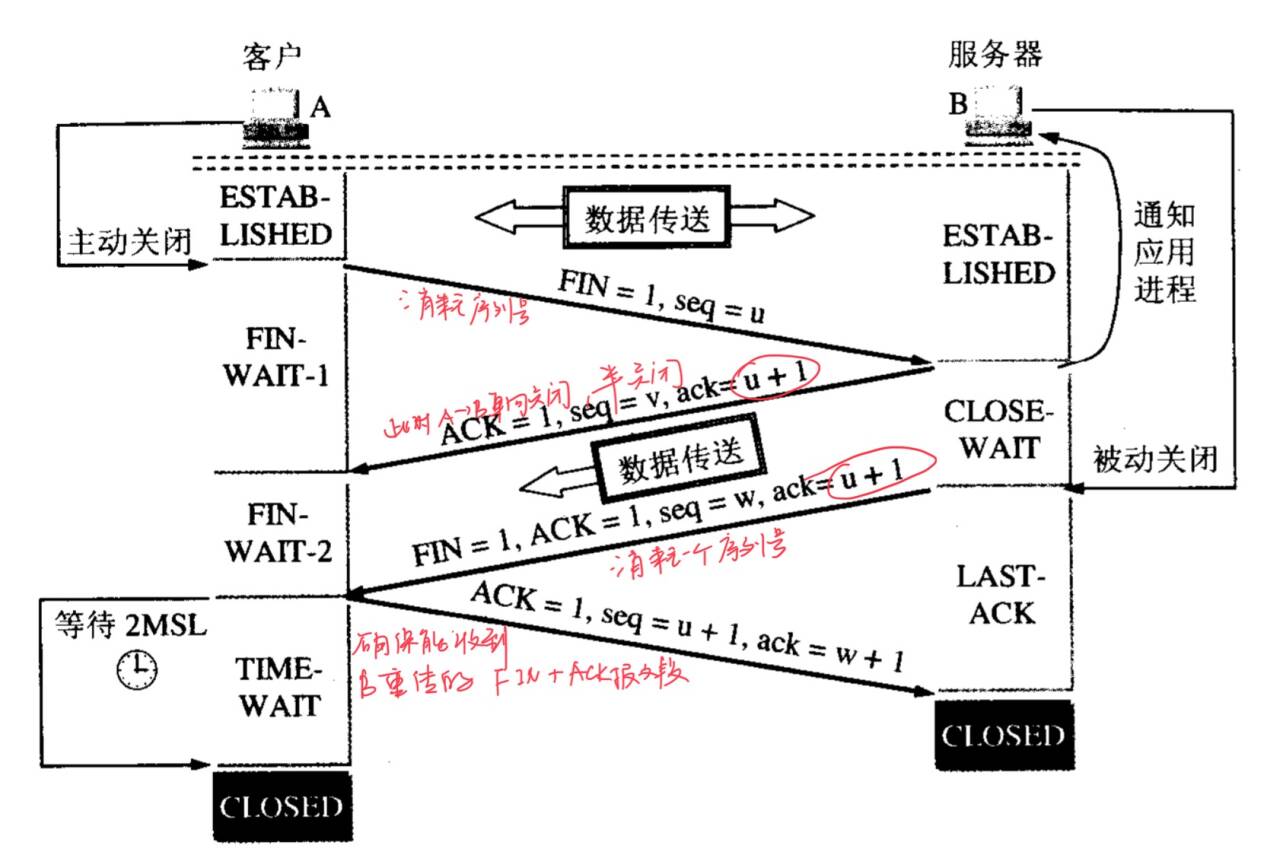 客户
服务器
A
B
ESTAB-
LISHED
数据传送
通知
应用
进程
主动关闭
ESTAB-
LISHED
FIN = 1, seq = u
消耗 序列号
FIN-
WAIT-1
此时A→B单向关闭，半关闭
ACK = 1, seq = v, ack= u + 1
CLOSE-
WAIT
数据传送
被动关闭
FIN-
WAIT-2
FIN = 1, ACK = 1, seq = w, ack= u + 1
消耗一个序列号
LAST-
ACK
ACK = 1, seq = u + 1, ack = w + 1
等待 2MSL
确保能收到
B重传的 FIN+ACK报文段
TIME-
WAIT
CLOSED
CLOSED